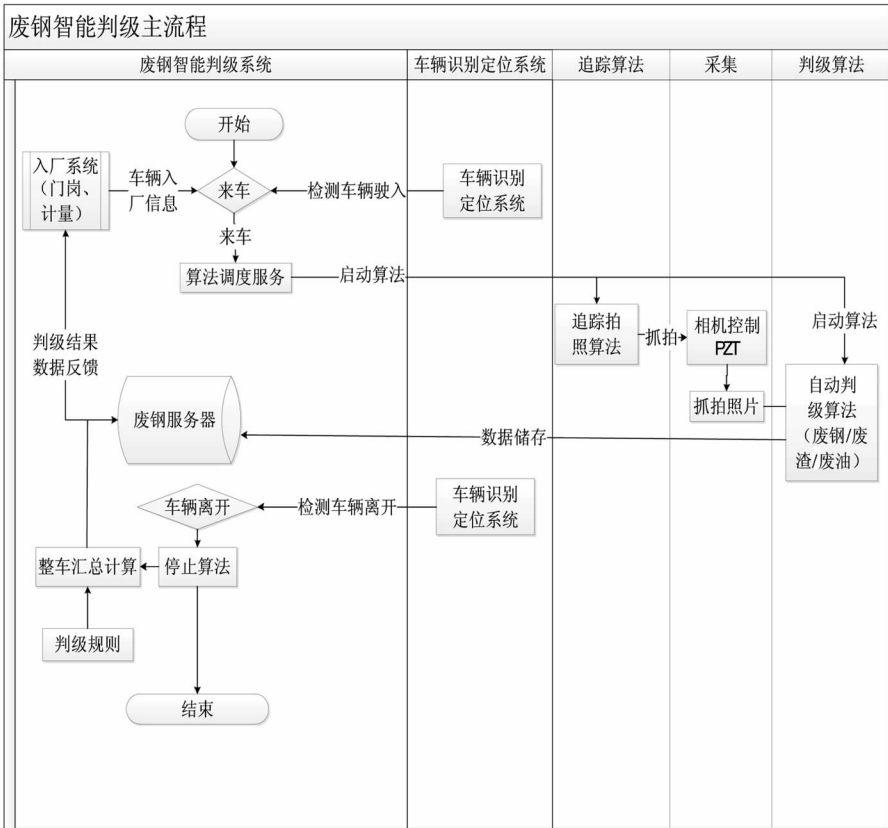 废钢智能判级主流程
废钢智能判级系统
车辆识别定位系统
追踪算法
采集
判级算法
开始
入厂系统
（门岗、
计量）
车辆入
厂信息
来车
检测车辆驶入
车辆识别
定位系统
来车
算法调度服务
启动算法
追踪拍
照算法
抓拍
相机控制
PZT
启动算法
判级结果
数据反馈
抓拍照片
自动判
级算法
（废钢/废
渣/废油）
废钢服务器
数据储存
车辆离开
检测车辆离开
车辆识别
定位系统
整车汇总计算
停止算法
判级规则
结束